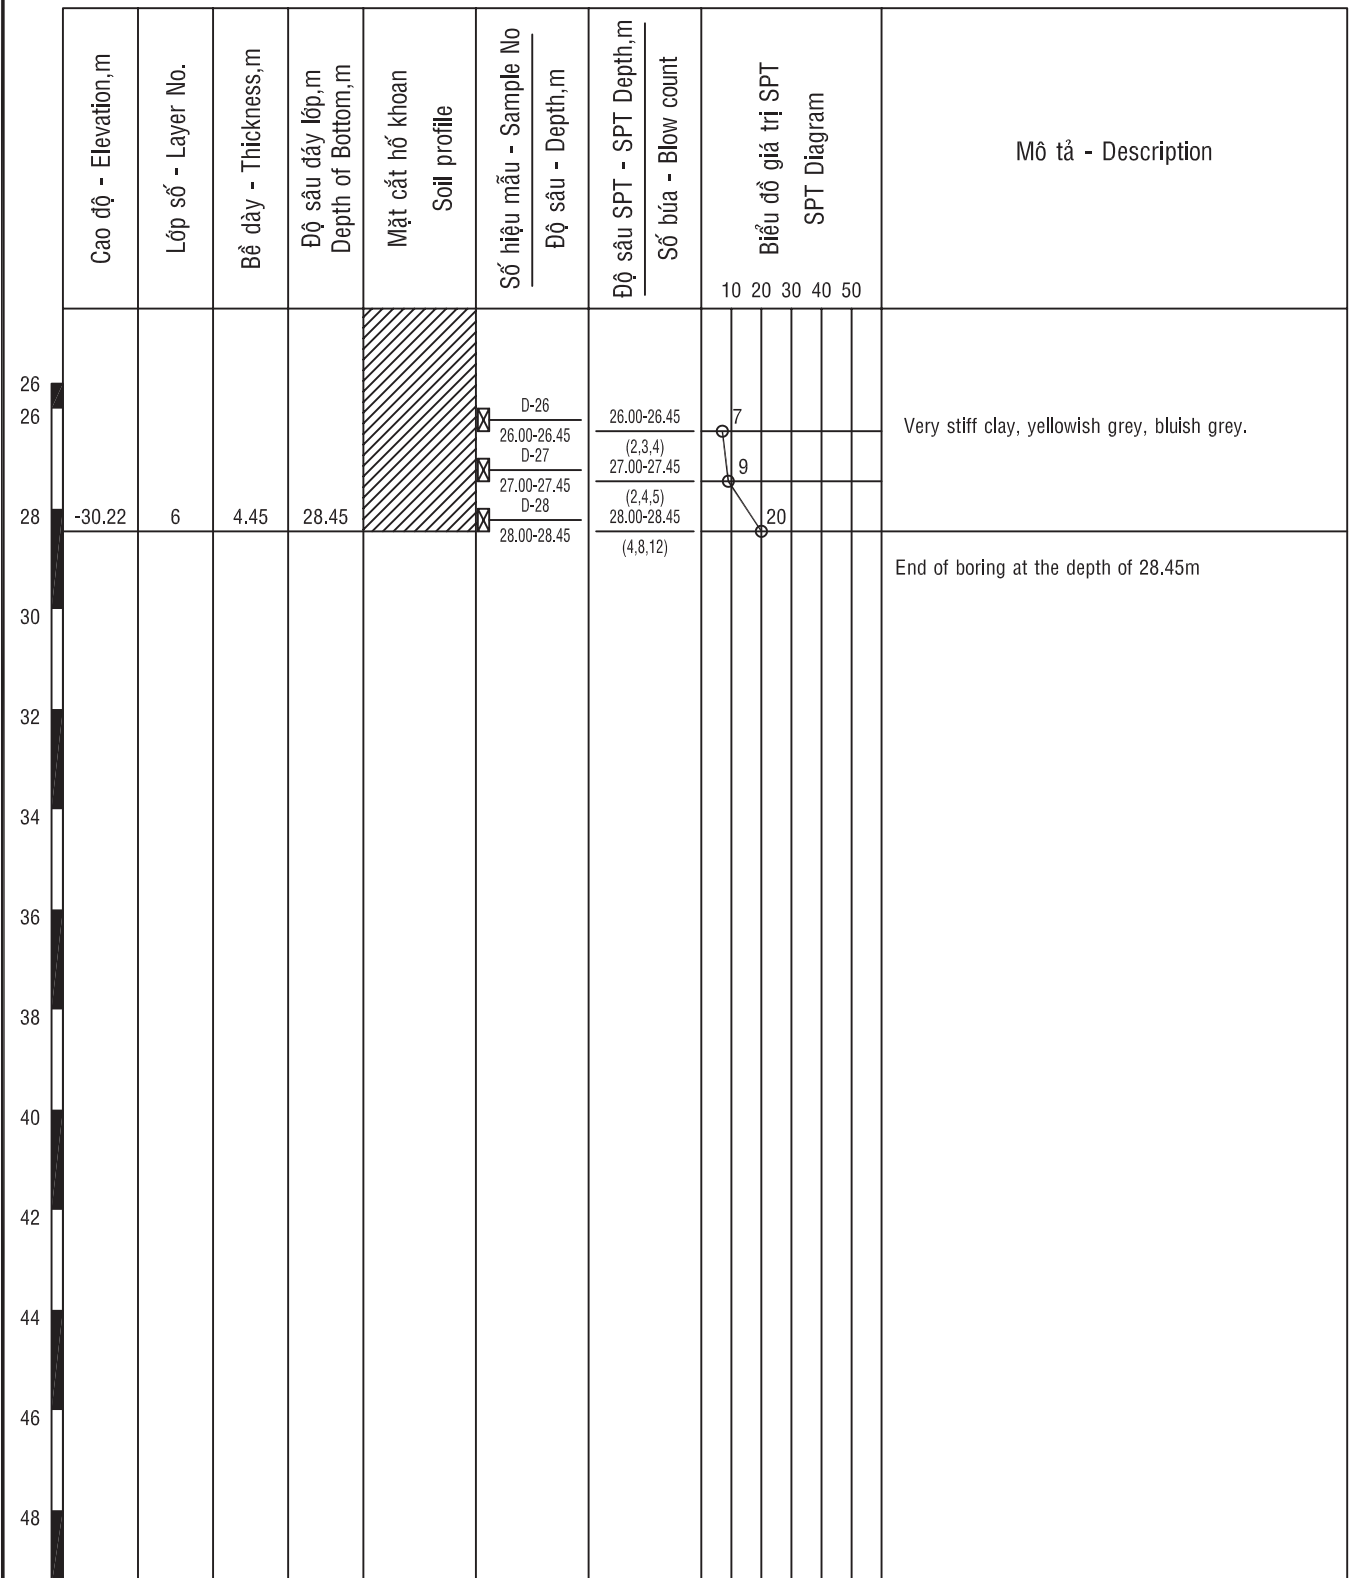 Cao độ - Elevation,m
Lớp số - Layer No.
Bề dày - Thickness,m
Độ sâu đáy lớp,m
Depth of Bottom,m
Mặt cắt hố khoan
Soil profile
Số hiệu mẫu - Sample No
Độ sâu - Depth,m
Độ sâu SPT - SPT Depth,m
Số búa - Blow count
Biểu đồ giá trị SPT
SPT Diagram
10 20 30 40 50
Mô tả - Description
26
26
D-26
26.00-26.45
26.00-26.45
(2,3,4)
7
Very stiff clay, yellowish grey, bluish grey.
D-27
27.00-27.45
27.00-27.45
(2,4,5)
9
28
-30.22
6
4.45
28.45
D-28
28.00-28.45
28.00-28.45
(4,8,12)
20
End of boring at the depth of 28.45m
30
32
34
36
38
40
42
44
46
48